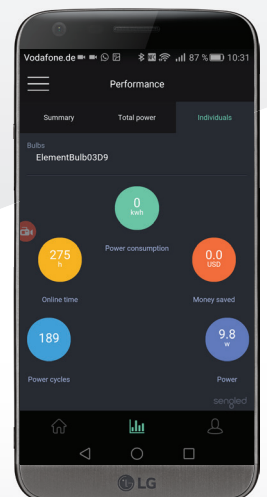 Vodafone.de 87 % 10:31
Performance
Summary Total power Individuals
Bulbs
ElementBulb03D9
0
kwh
Power consumption
275
h
0.0
USD
Online time Money saved
189
9.8
w
Power cycles Power
sengled
LG